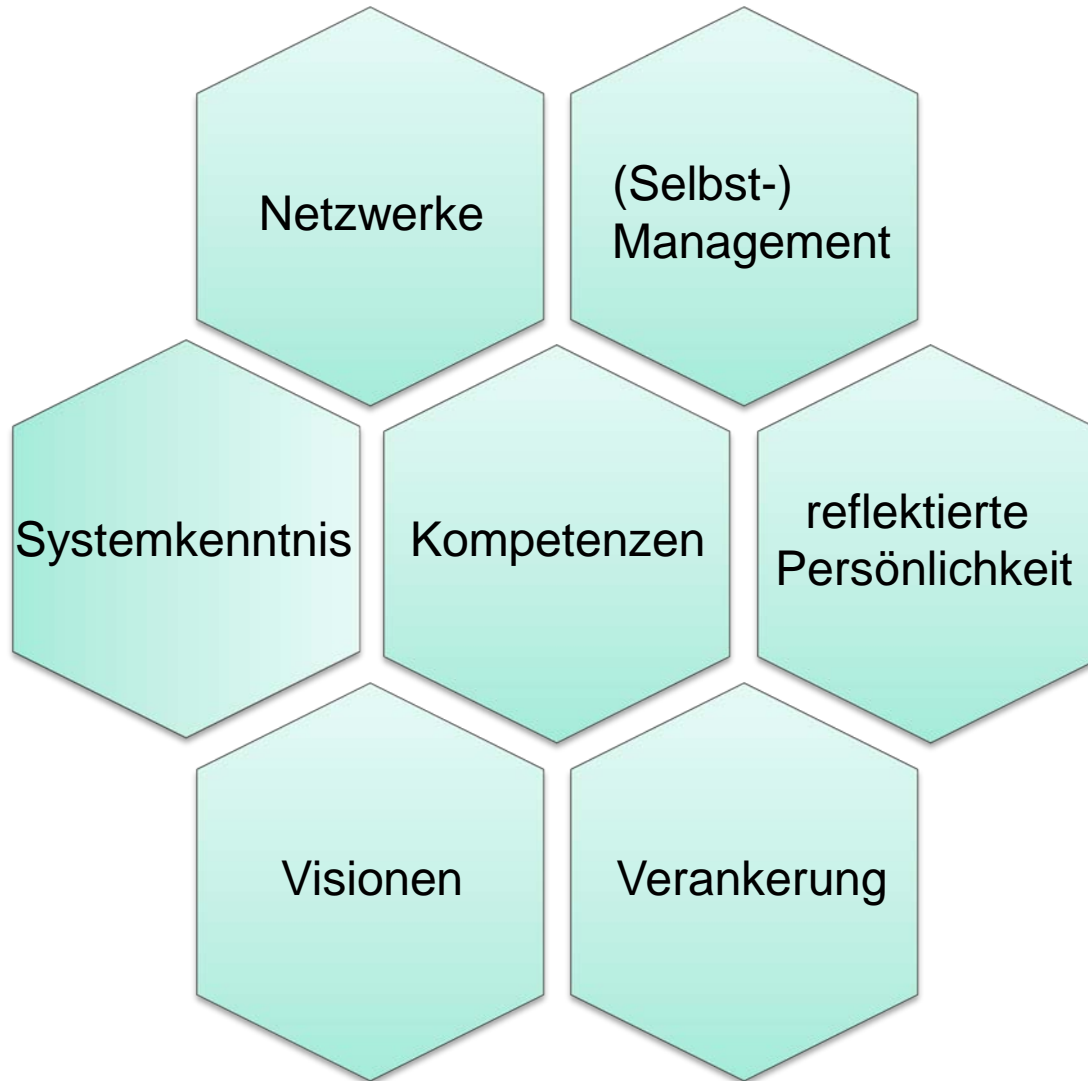 Netzwerke
(Selbst-)
Management
Systemkenntnis
Kompetenzen
reflektierte
Persönlichkeit
Visionen
Verankerung